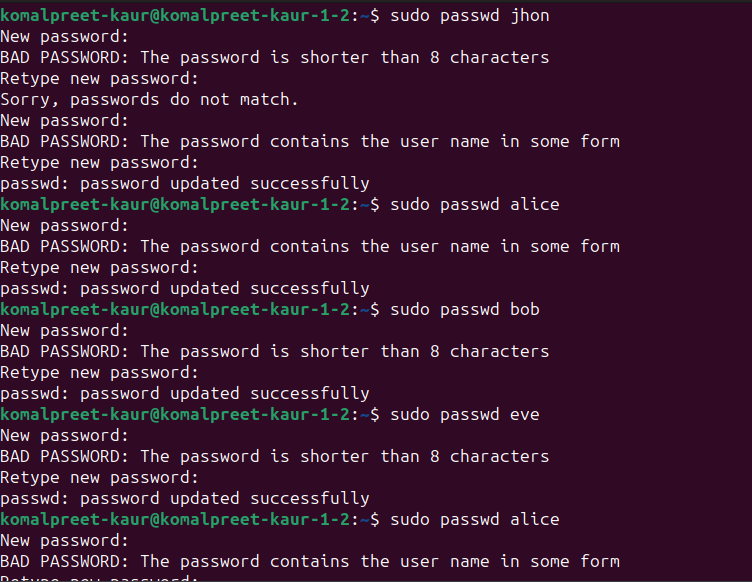 komalpreet-kaur@komalpreet-kaur-1-2:~$ sudo passwd jhon
New password:
BAD PASSWORD: The password is shorter than 8 characters
Retype new password:
Sorry, passwords do not match.
New password:
BAD PASSWORD: The password contains the user name in some form
Retype new password:
passwd: password updated successfully
komalpreet-kaur@komalpreet-kaur-1-2:~$ sudo passwd alice
New password:
BAD PASSWORD: The password contains the user name in some form
Retype new password:
passwd: password updated successfully
komalpreet-kaur@komalpreet-kaur-1-2:~$ sudo passwd bob
New password:
BAD PASSWORD: The password is shorter than 8 characters
Retype new password:
passwd: password updated successfully
komalpreet-kaur@komalpreet-kaur-1-2:~$ sudo passwd eve
New password:
BAD PASSWORD: The password is shorter than 8 characters
Retype new password:
passwd: password updated successfully
komalpreet-kaur@komalpreet-kaur-1-2:~$ sudo passwd alice
New password:
BAD PASSWORD: The password contains the user name in some form
Retype new password: